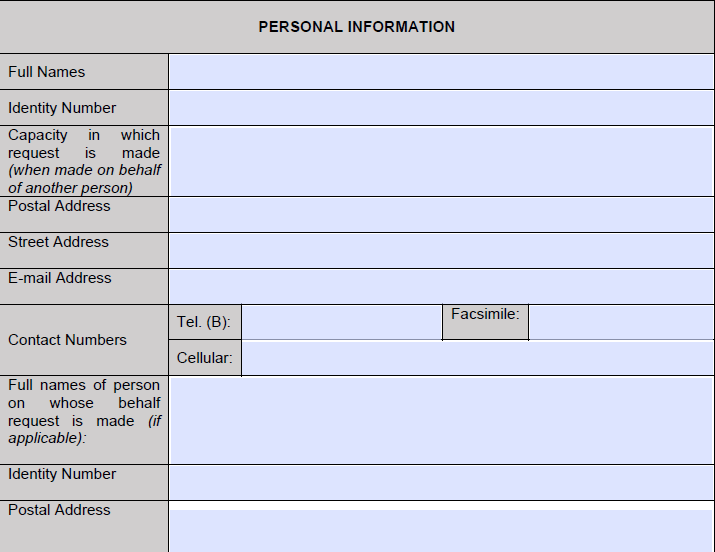 PERSONAL INFORMATION
Full Names
Identity Number
Capacity in which
request is made
(when made on behalf
of another person)
Postal Address
Street Address
E-mail Address
Contact Numbers
Tel. (B):
Facsimile:
Cellular:
Full names of person
on whose behalf
request is made (if
applicable):
Identity Number
Postal Address